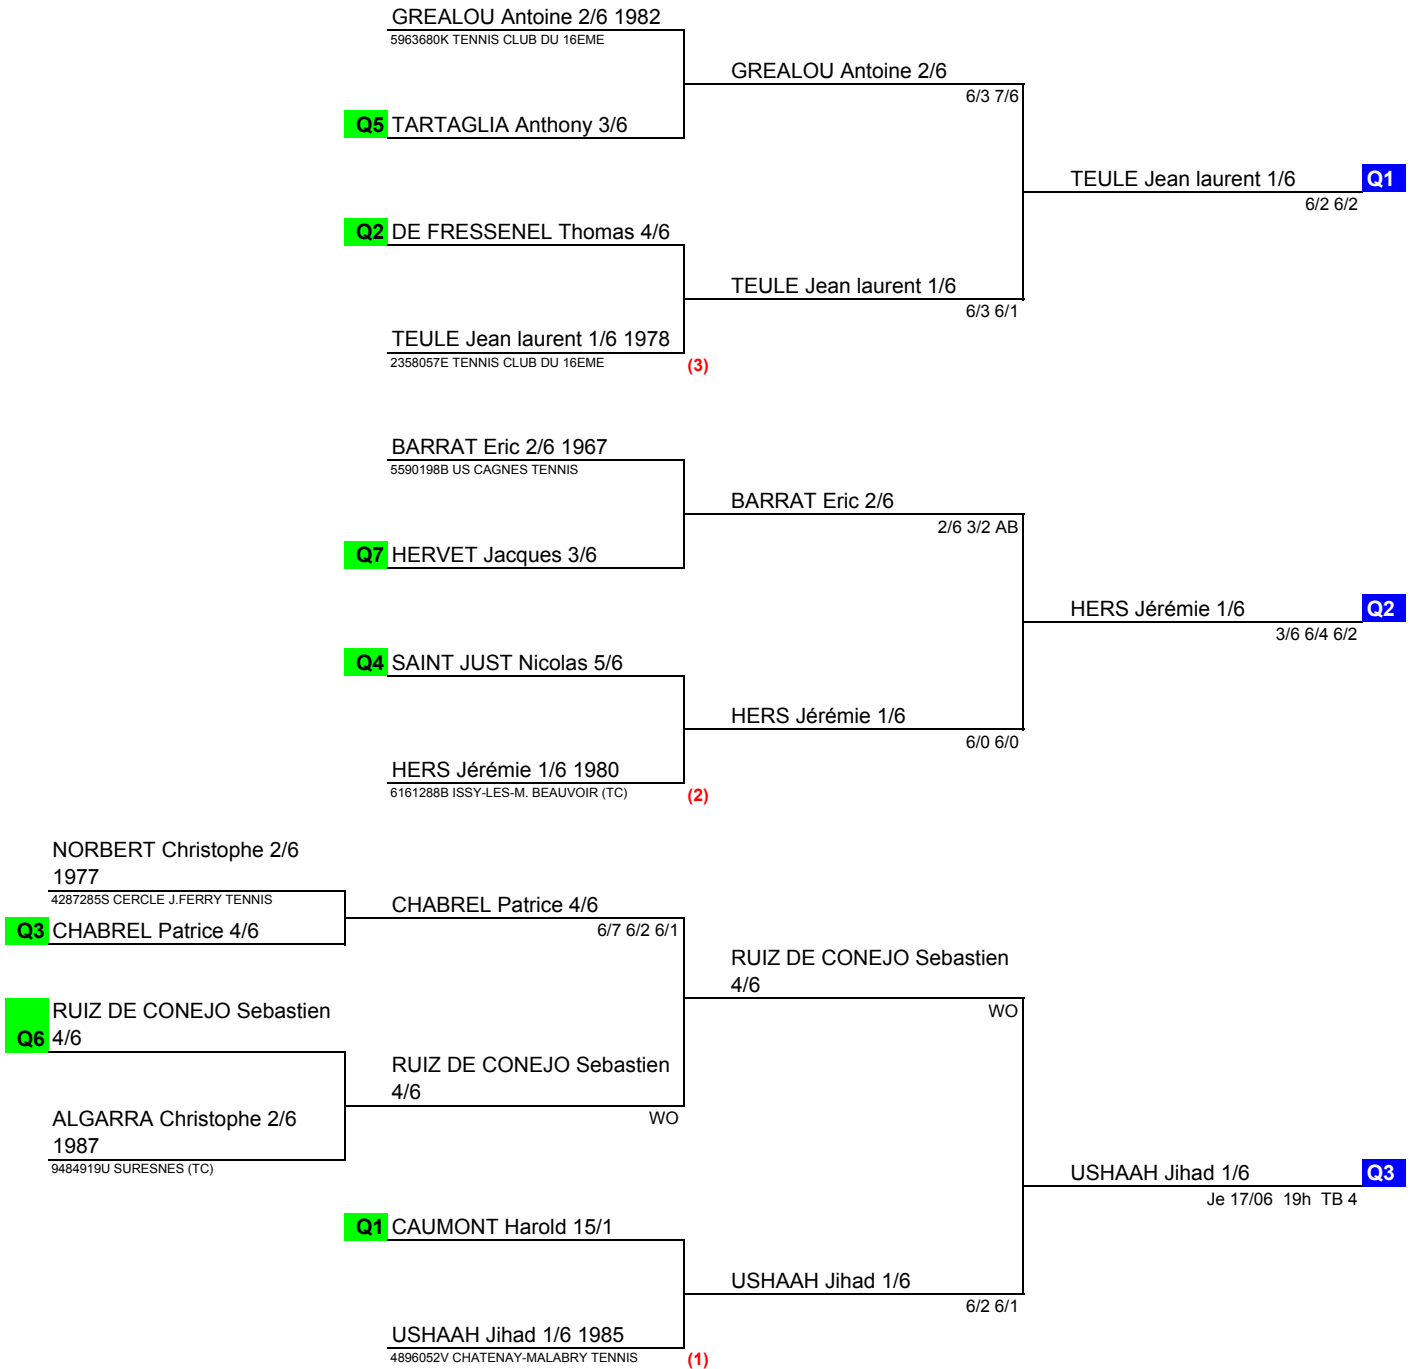 GREALOU Antoine 2/6 1982
5963680K TENNIS CLUB DU 16EME
GREALOU Antoine 2/6
6/3 7/6
Q5 TARTAGLIA Anthony 3/6
TEULE Jean laurent 1/6 Q1
6/2 6/2
Q2 DE FRESSENEL Thomas 4/6
TEULE Jean laurent 1/6
6/3 6/1
TEULE Jean laurent 1/6 1978
2358057E TENNIS CLUB DU 16EME (3)
BARRAT Eric 2/6 1967
5590198B US CAGNES TENNIS
BARRAT Eric 2/6
2/6 3/2 AB
Q7 HERVET Jacques 3/6
HERS Jérémie 1/6 Q2
3/6 6/4 6/2
Q4 SAINT JUST Nicolas 5/6
HERS Jérémie 1/6
6/0 6/0
HERS Jérémie 1/6 1980
6161288B ISSY-LES-M. BEAUVOIR (TC) (2)
NORBERT Christophe 2/6
1977
4287285S CERCLE J.FERRY TENNIS
CHABREL Patrice 4/6
6/7 6/2 6/1
Q3 CHABREL Patrice 4/6
RUIZ DE CONEJO Sebastien
4/6
WO
RUIZ DE CONEJO Sebastien
Q6 4/6
RUIZ DE CONEJO Sebastien
4/6
WO
ALGARRA Christophe 2/6
1987
9484919U SURESNES (TC)
USHAAH Jihad 1/6 Q3
Je 17/06 19h TB 4
Q1 CAUMONT Harold 15/1
USHAAH Jihad 1/6
6/2 6/1
USHAAH Jihad 1/6 1985
4896052V CHATENAY-MALABRY TENNIS (1)